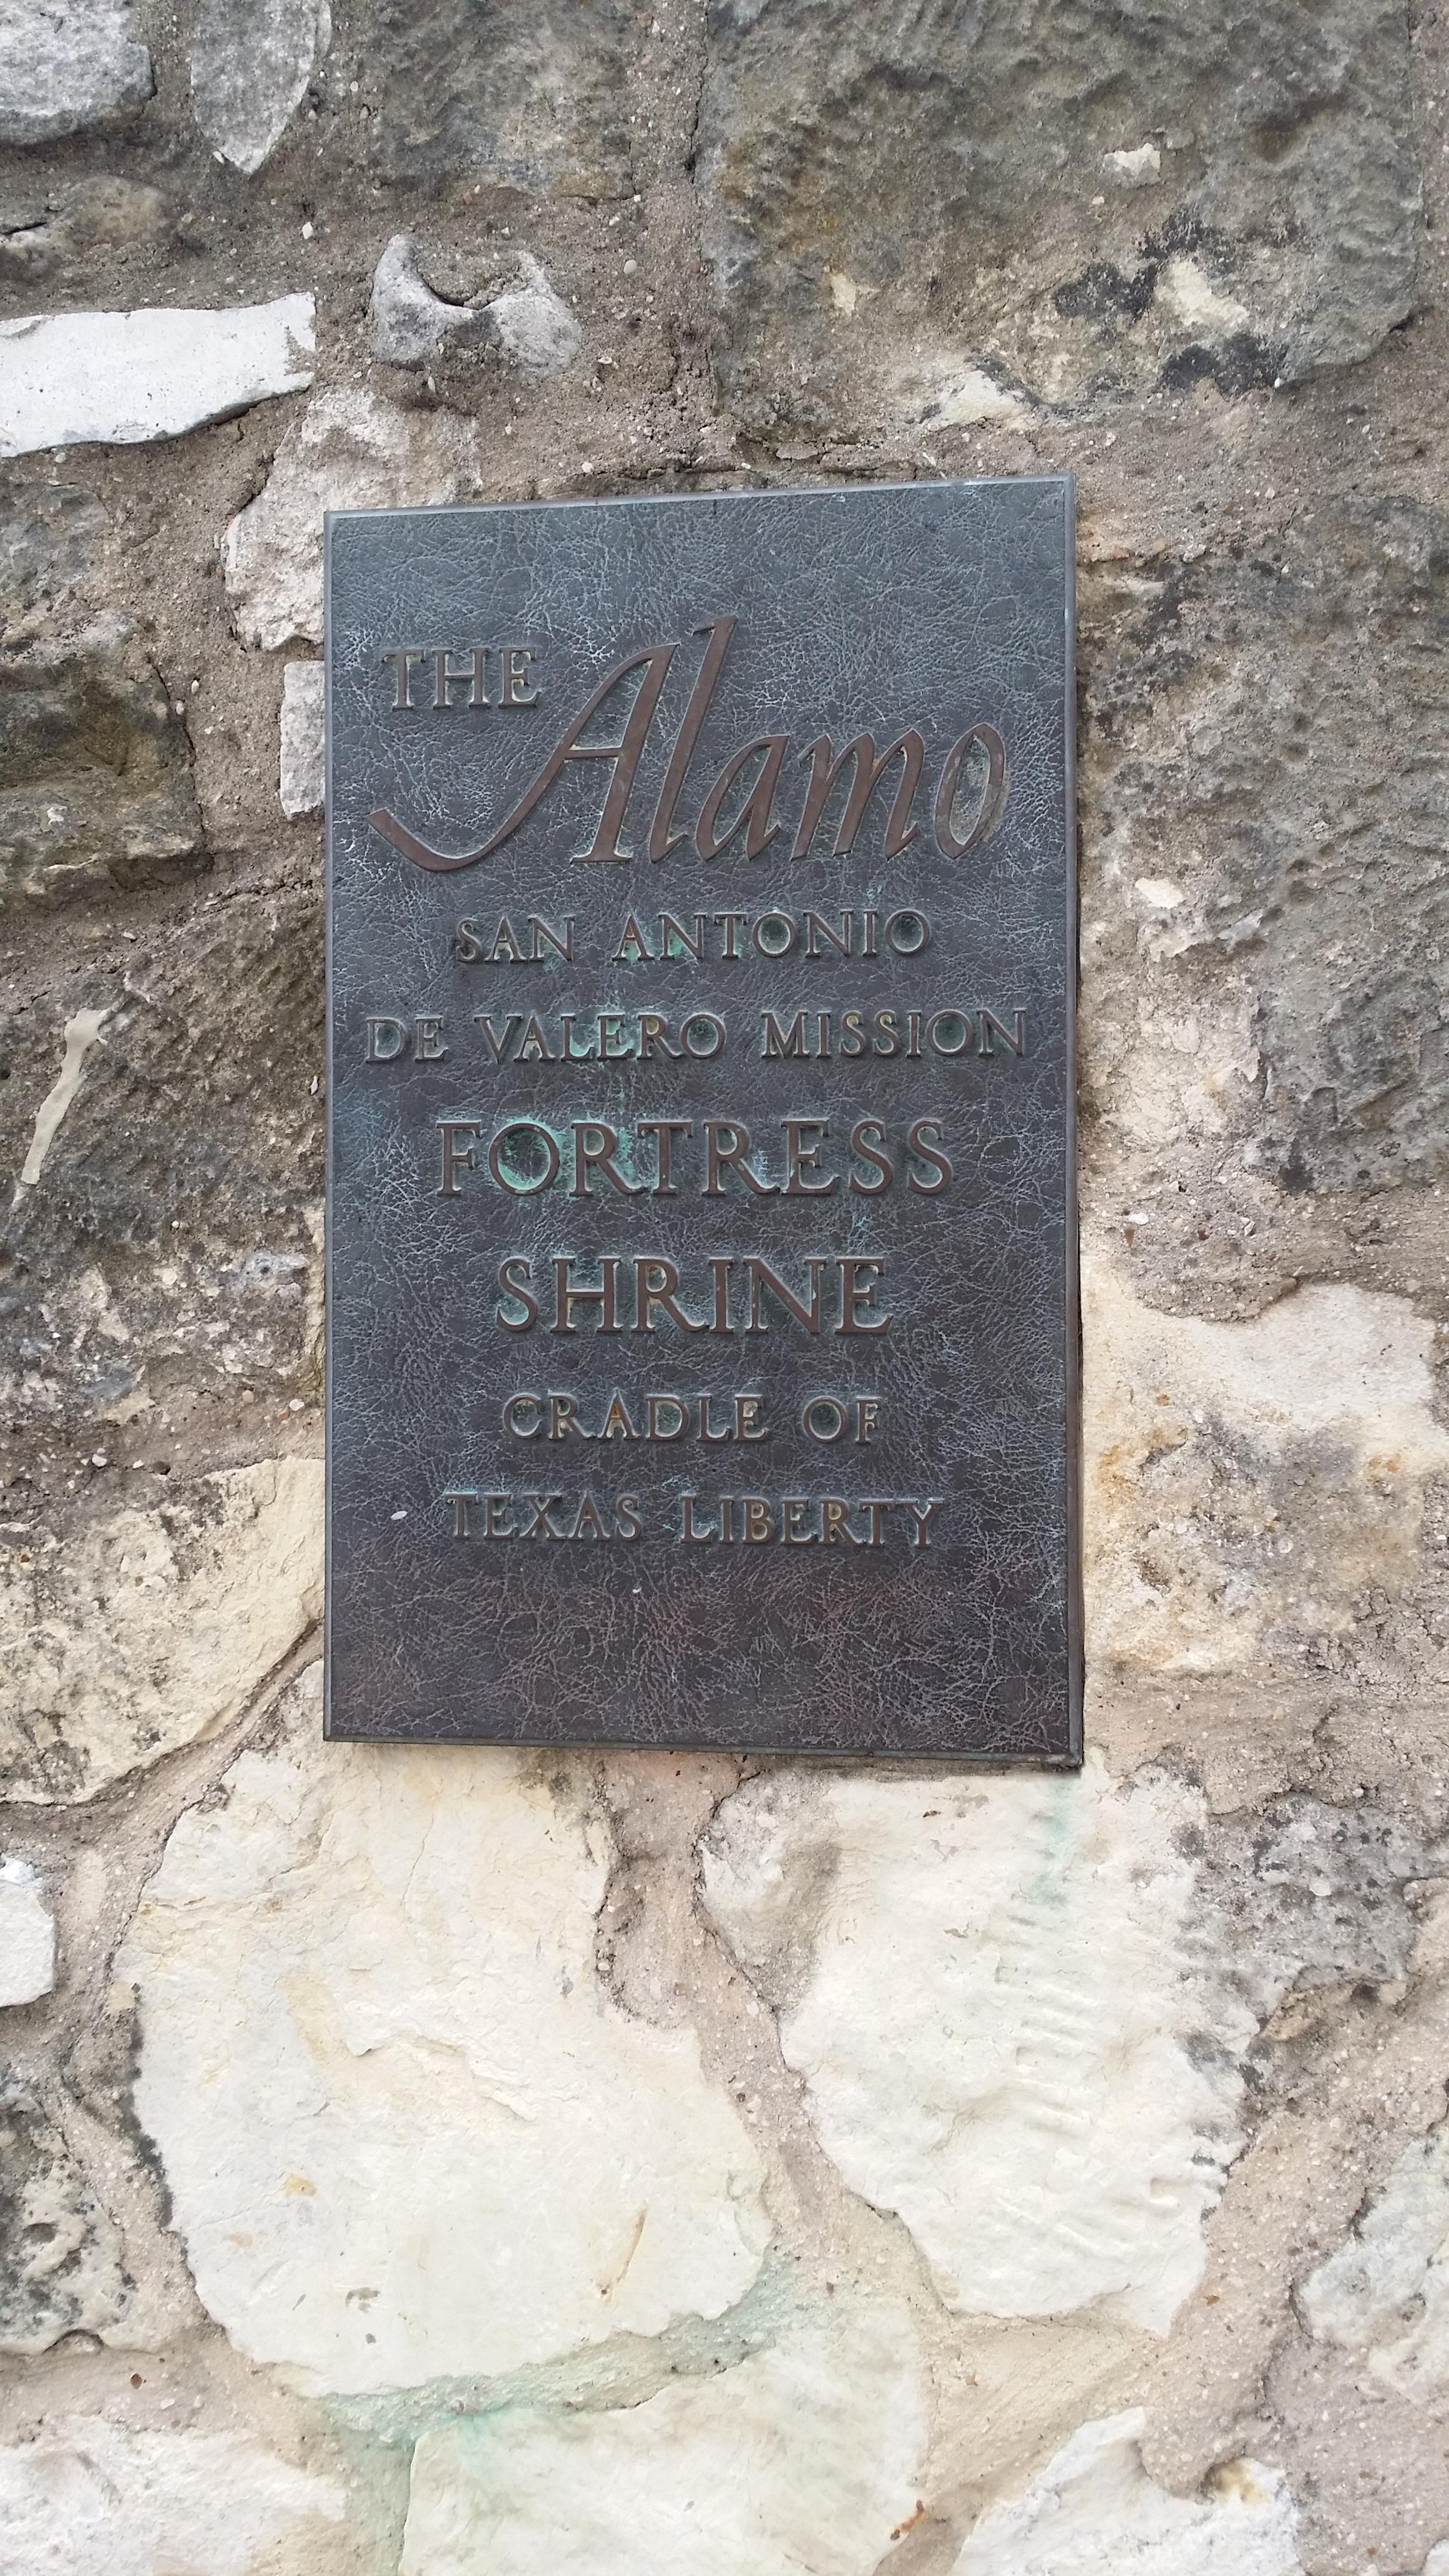 THE Alamo
SAN ANTONIO
DE VALERO MISSION
FORTRESS
SHRINE
CRADLE OF
TEXAS LIBERTY